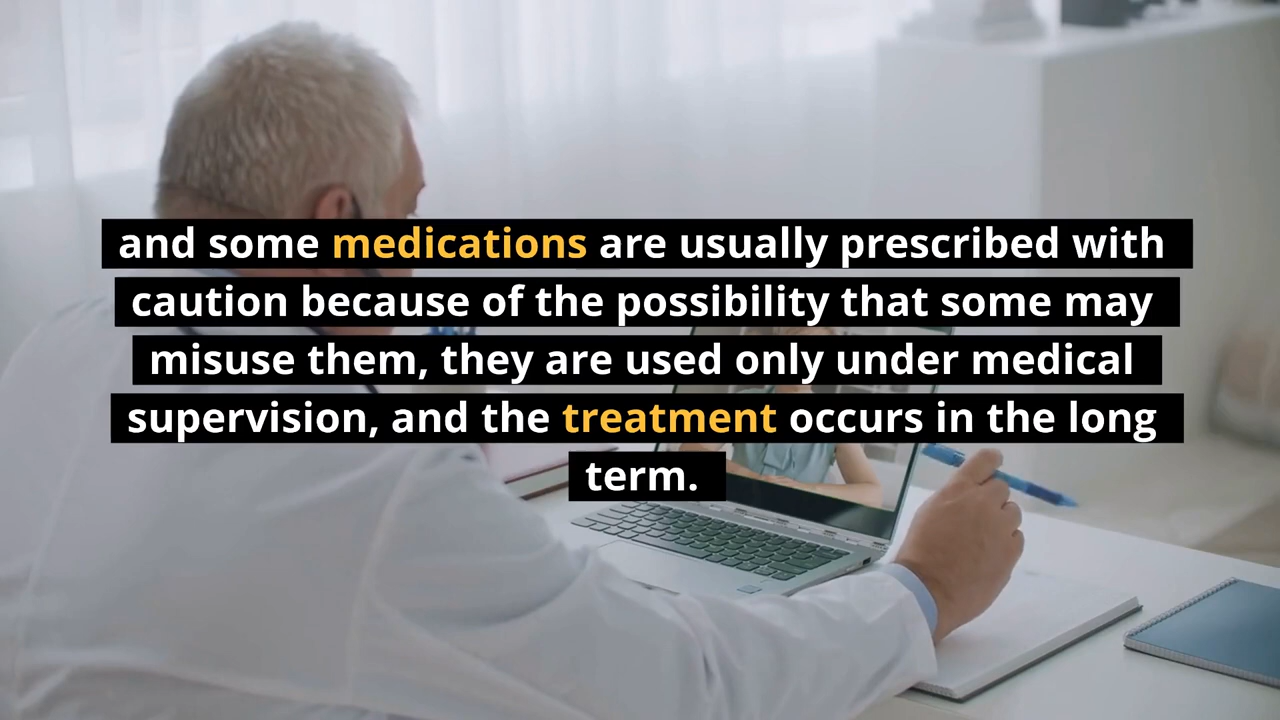 and some medications are usually prescribed with
caution because of the possibility that some may
misuse them, they are used only under medical
supervision, and the treatment occurs in the long
term.